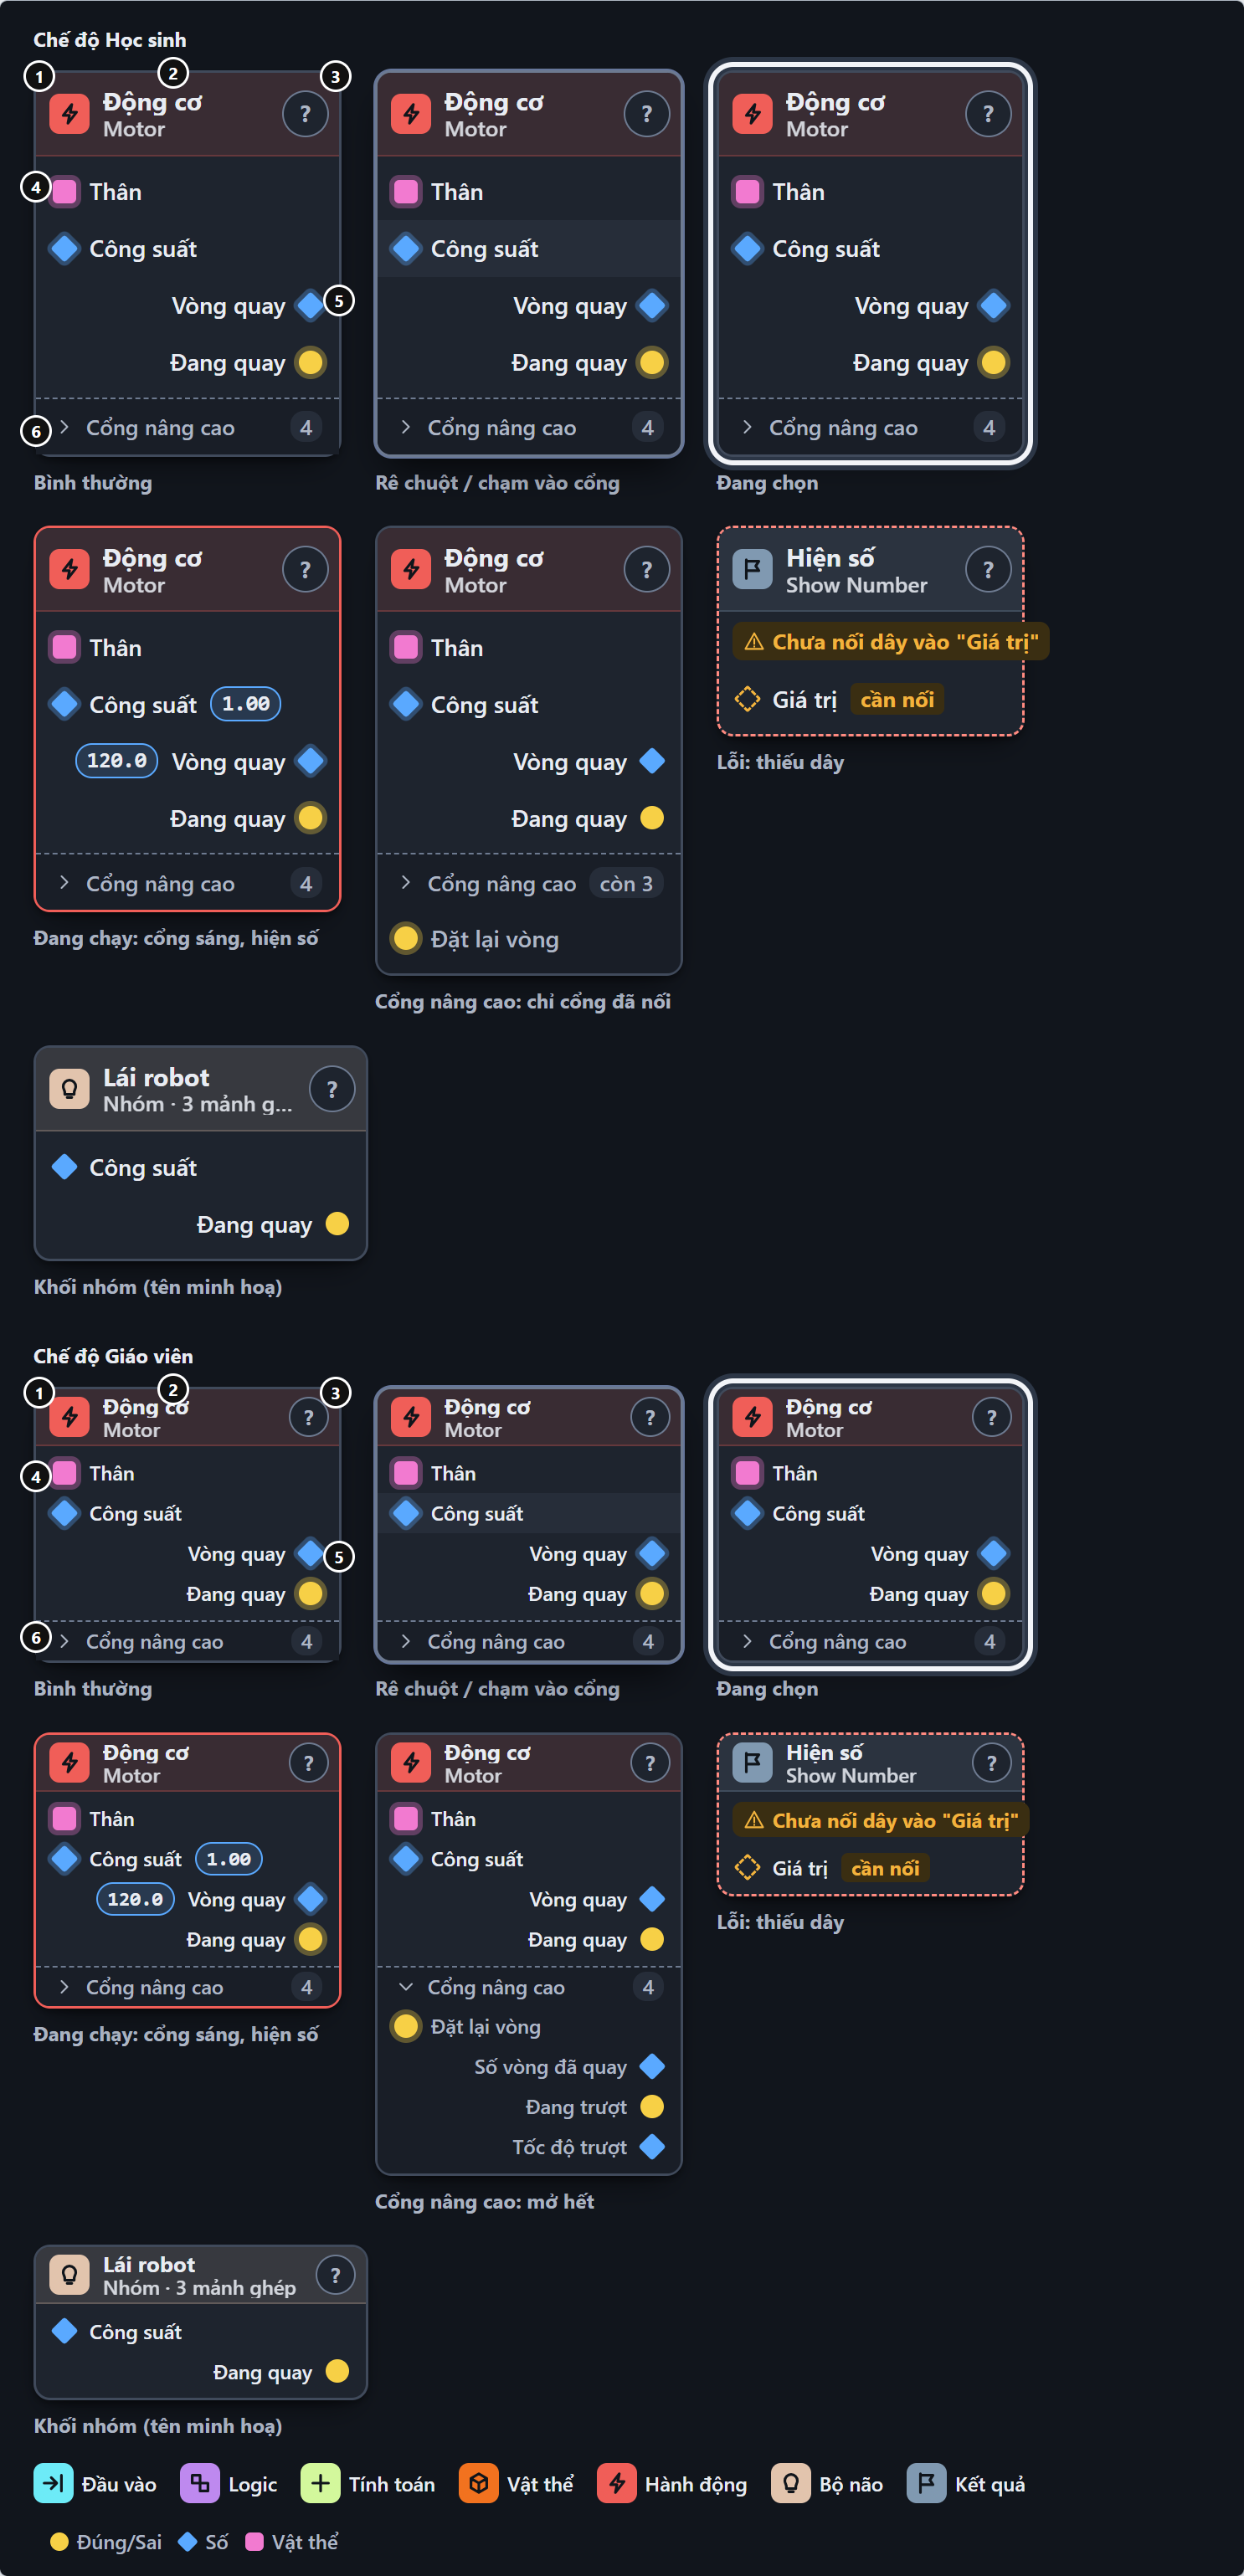 Chế độ Học sinh
1 2 3
Động cơ
Motor
?
4 Thân
Công suất
Vòng quay 5
Đang quay
6 Cổng nâng cao 4
Bình thường
Động cơ
Motor
?
Thân
Công suất
Vòng quay
Đang quay
Cổng nâng cao 4
Rê chuột / chạm vào cổng
Động cơ
Motor
?
Thân
Công suất
Vòng quay
Đang quay
Cổng nâng cao 4
Đang chọn
Động cơ
Motor
?
Thân
Công suất 1.00
120.0 Vòng quay
Đang quay
Cổng nâng cao 4
Đang chạy: cổng sáng, hiện số
Động cơ
Motor
?
Thân
Công suất
Vòng quay
Đang quay
Cổng nâng cao còn 3
Đặt lại vòng
Cổng nâng cao: chỉ cổng đã nối
Hiện số
Show Number
?
Chưa nối dây vào "Giá trị"
Giá trị cần nối
Lỗi: thiếu dây
Lái robot
Nhóm · 3 mảnh g...
?
Công suất
Đang quay
Khối nhóm (tên minh hoạ)
Chế độ Giáo viên
1 2 3
Động cơ
Motor
?
4 Thân
Công suất
Vòng quay 5
Đang quay
6 Cổng nâng cao 4
Bình thường
Động cơ
Motor
?
Thân
Công suất
Vòng quay
Đang quay
Cổng nâng cao 4
Rê chuột / chạm vào cổng
Động cơ
Motor
?
Thân
Công suất
Vòng quay
Đang quay
Cổng nâng cao 4
Đang chọn
Động cơ
Motor
?
Thân
Công suất 1.00
120.0 Vòng quay
Đang quay
Cổng nâng cao 4
Đang chạy: cổng sáng, hiện số
Động cơ
Motor
?
Thân
Công suất
Vòng quay
Đang quay
Cổng nâng cao 4
Đặt lại vòng
Số vòng đã quay
Đang trượt
Tốc độ trượt
Cổng nâng cao: mở hết
Hiện số
Show Number
?
Chưa nối dây vào "Giá trị"
Giá trị cần nối
Lỗi: thiếu dây
Lái robot
Nhóm · 3 mảnh ghép
?
Công suất
Đang quay
Khối nhóm (tên minh hoạ)
Đầu vào Logic Tính toán Vật thể Hành động Bộ não Kết quả
Đúng/Sai Số Vật thể